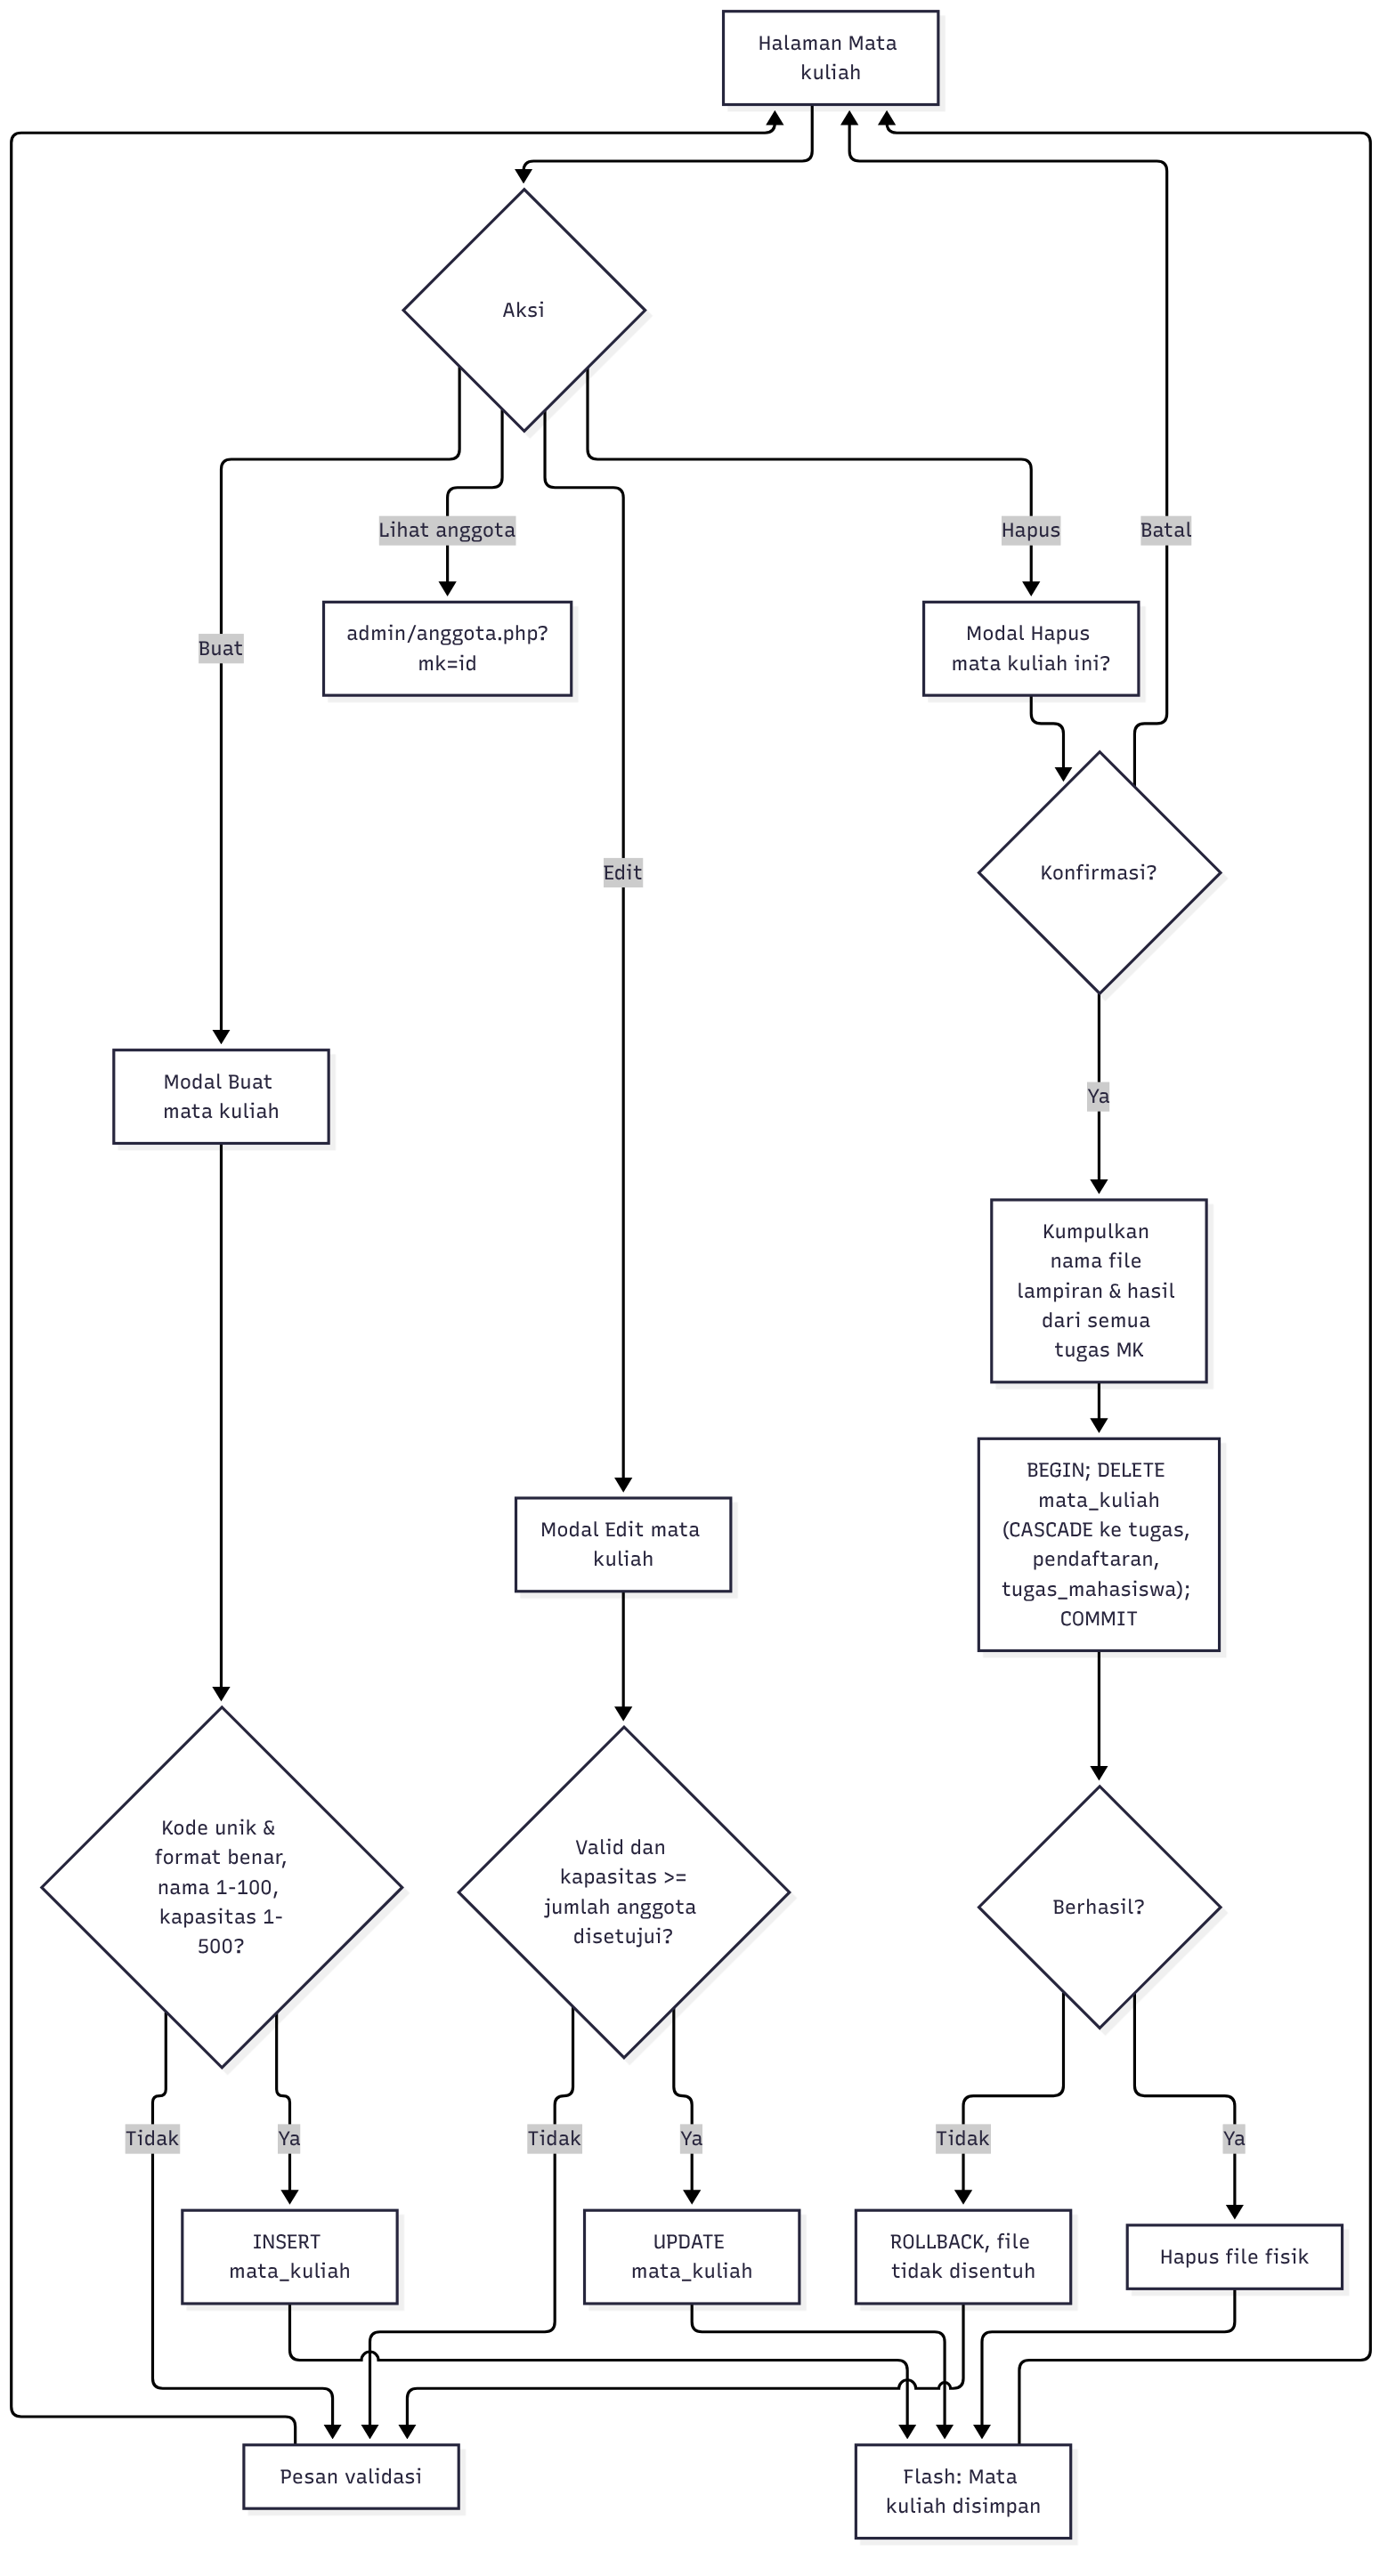 Halaman Mata
kuliah
Aksi
Lihat anggota
Hapus
Batal
admin/anggota.php?
mk=id
Modal Hapus
mata kuliah ini?
Buat
Edit
Konfirmasi?
Modal Buat
mata kuliah
Ya
Kumpulkan
nama file
lampiran & hasil
dari semua
tugas MK
Modal Edit mata
kuliah
BEGIN; DELETE
mata_kuliah
(CASCADE ke tugas,
pendaftaran,
tugas_mahasiswa);
COMMIT
Kode unik &
format benar,
nama 1-100,
kapasitas 1-
500?
Valid dan
kapasitas >=
jumlah anggota
disetujui?
Berhasil?
Tidak
Ya
Tidak
Ya
Tidak
Ya
INSERT
mata_kuliah
UPDATE
mata_kuliah
ROLLBACK, file
tidak disentuh
Hapus file fisik
Pesan validasi
Flash: Mata
kuliah disimpan